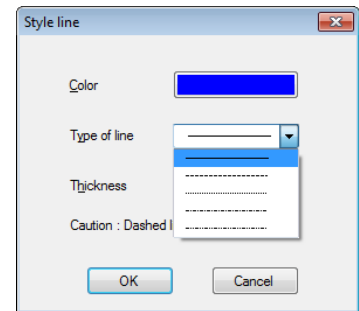 Style line
Color
Type of line
Thickness
Caution : Dashed
OK
Cancel